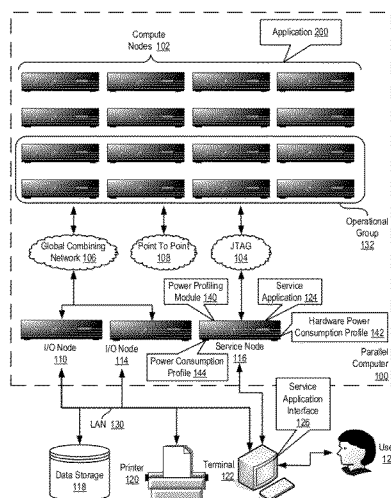 Compute
Nodes 102
Application 200
Operational
Group
132
Global Combining
Network 106
Point To Point
108
JTAG
104
Power Profiling
Module 140
Service
Application 124
Hardware Power
Consumption Profile 142
I/O Node
110
I/O Node
114
Service Node
116
Power Consumption
Profile 144
Parallel
Computer
100
LAN
130
Service
Application
Interface
126
Data Storage
118
Printer
120
Terminal
122